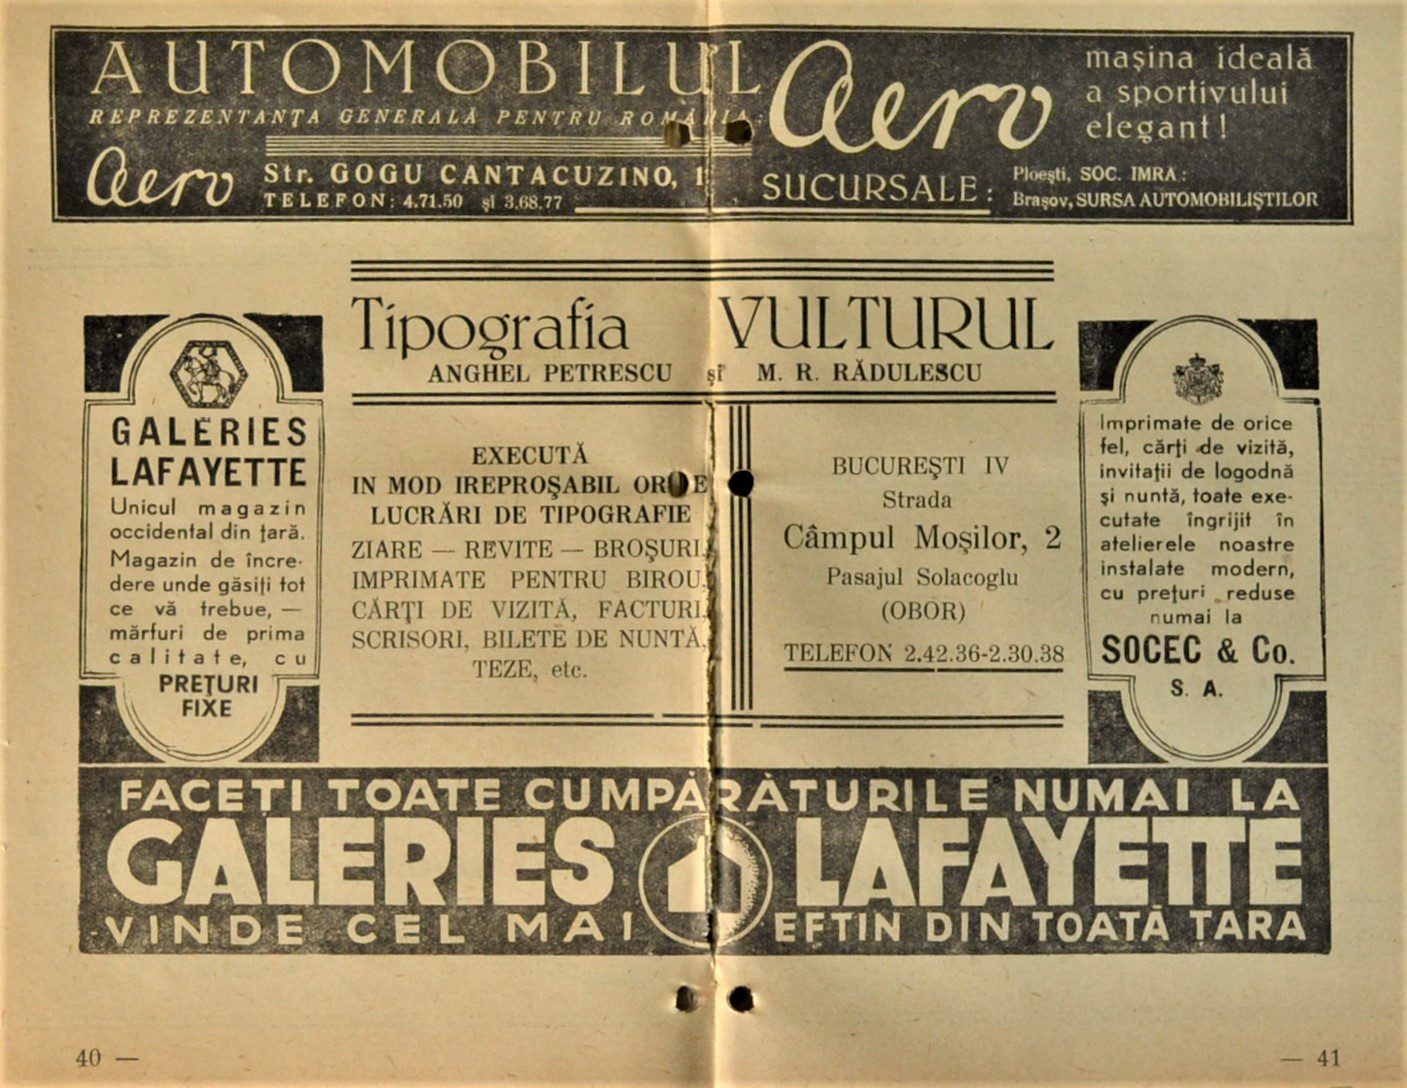 AUTOMOBILUL Aero
REPREZENTANȚA GENERALĂ PENTRU ROMÂNIA:
mașina ideală
a sportivului
elegant!
Aero
Str. GOGU CANTACUZINO, 1
TELEFON: 4.71.50 și 3.68.77
SUCURSALE:
Ploești, SOC. IMRA:
Brașov, SURSA AUTOMOBILIȘTILOR
GALERIES
LAFAYETTE
Unicul magazin
occidental din țară.
Magazin de încre-
dere unde găsiți tot
ce vă trebue, —
mărfuri de prima
calitate, cu
PREȚURI
FIXE
Tipografia VULTURUL
ANGHEL PETRESCU și M. R. RĂDULESCU
EXECUTĂ
IN MOD IREPROȘABIL ORICE
LUCRĂRI DE TIPOGRAFIE
ZIARE — REVITE — BROȘURI,
IMPRIMATE PENTRU BIROU,
CĂRȚI DE VIZITĂ, FACTURI,
SCRISORI, BILETE DE NUNTĂ,
TEZE, etc.
BUCUREȘTI IV
Strada
Câmpul Moșilor, 2
Pasajul Solacoglu
(OBOR)
TELEFON 2.42.36-2.30.38
Imprimate de orice
fel, cărți de vizită,
invitații de logodnă
și nuntă, toate exe-
cutate îngrijit în
atelierele noastre
instalate modern,
cu prețuri reduse
numai la
SOCEC & Co.
S. A.
FACEȚI TOATE CUMPĂRĂTURILE NUMAI LA
GALERIES LAFAYETTE
VINDE CEL MAI EFTIN DIN TOATĂ ȚARA
40 —
— 41